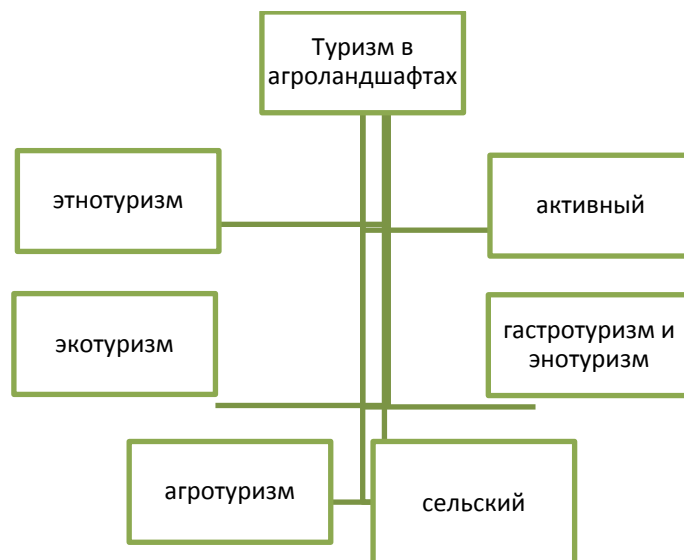 Туризм в
агроландшафтах
этнотуризм
активный
экотуризм
гастротуризм и
энотуризм
агротуризм
сельский